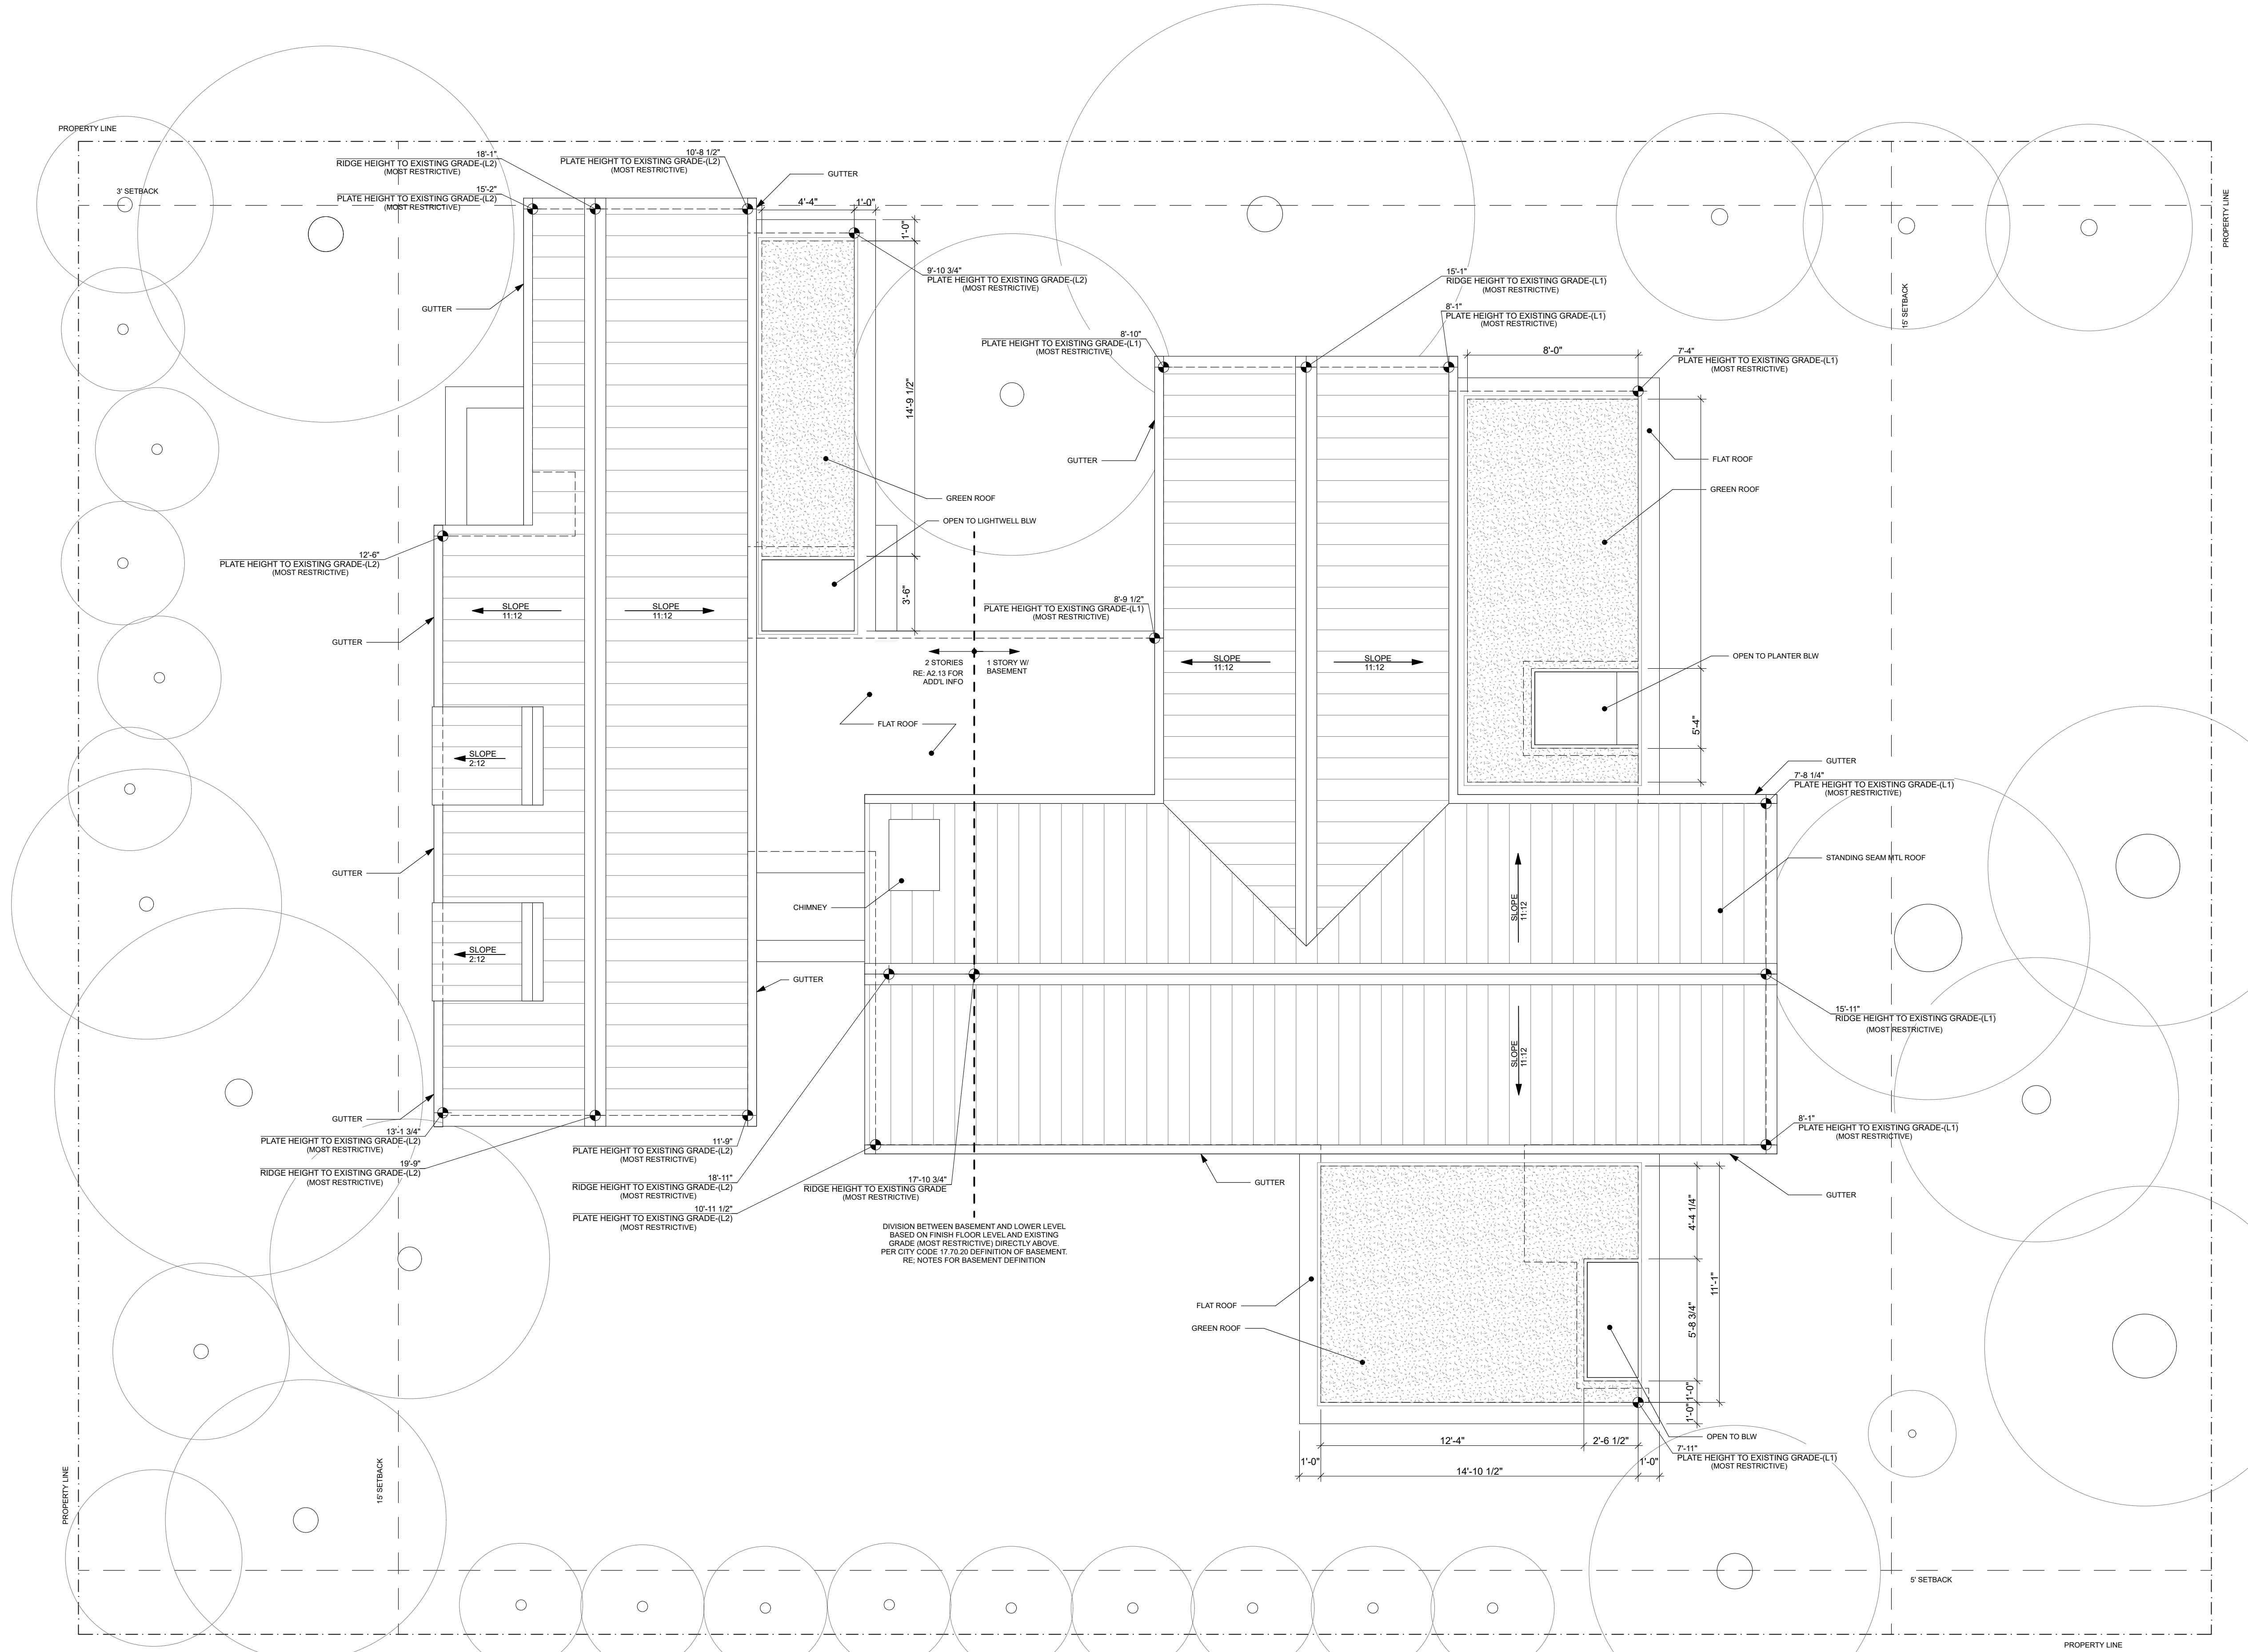 PROPERTY LINE
3' SETBACK
18'-1"
RIDGE HEIGHT TO EXISTING GRADE-(L2)
(MOST RESTRICTIVE)
15'-2"
PLATE HEIGHT TO EXISTING GRADE-(L2)
(MOST RESTRICTIVE)
10'-8 1/2"
PLATE HEIGHT TO EXISTING GRADE-(L2)
(MOST RESTRICTIVE)
GUTTER
4'-4"
1'-0"
1'-0"
PROPERTY LINE
9'-10 3/4"
PLATE HEIGHT TO EXISTING GRADE-(L2)
(MOST RESTRICTIVE)
15'-1"
RIDGE HEIGHT TO EXISTING GRADE-(L1)
(MOST RESTRICTIVE)
15' SETBACK
GUTTER
8'-1"
PLATE HEIGHT TO EXISTING GRADE-(L1)
(MOST RESTRICTIVE)
8'-10"
PLATE HEIGHT TO EXISTING GRADE-(L1)
(MOST RESTRICTIVE)
8'-0"
7'-4"
PLATE HEIGHT TO EXISTING GRADE-(L1)
(MOST RESTRICTIVE)
14'-9 1/2"
GUTTER
FLAT ROOF
GREEN ROOF
GREEN ROOF
OPEN TO LIGHTWELL BLW
12'-6"
PLATE HEIGHT TO EXISTING GRADE-(L2)
(MOST RESTRICTIVE)
3'-6"
8'-9 1/2"
PLATE HEIGHT TO EXISTING GRADE-(L1)
(MOST RESTRICTIVE)
SLOPE
11:12
SLOPE
11:12
GUTTER
2 STORIES
RE: A2.13 FOR
ADD'L INFO
1 STORY W/
BASEMENT
SLOPE
11:12
SLOPE
11:12
OPEN TO PLANTER BLW
FLAT ROOF
5'-4"
SLOPE
2:12
GUTTER
7'-8 1/4"
PLATE HEIGHT TO EXISTING GRADE-(L1)
(MOST RESTRICTIVE)
STANDING SEAM MTL ROOF
GUTTER
CHIMNEY
SLOPE
11:12
SLOPE
2:12
GUTTER
15'-11"
RIDGE HEIGHT TO EXISTING GRADE-(L1)
(MOST RESTRICTIVE)
SLOPE
11:12
GUTTER
8'-1"
PLATE HEIGHT TO EXISTING GRADE-(L1)
(MOST RESTRICTIVE)
13'-1 3/4"
PLATE HEIGHT TO EXISTING GRADE-(L2)
(MOST RESTRICTIVE)
11'-9"
PLATE HEIGHT TO EXISTING GRADE-(L2)
(MOST RESTRICTIVE)
19'-9"
RIDGE HEIGHT TO EXISTING GRADE-(L2)
(MOST RESTRICTIVE)
18'-11"
RIDGE HEIGHT TO EXISTING GRADE-(L2)
(MOST RESTRICTIVE)
17'-10 3/4"
RIDGE HEIGHT TO EXISTING GRADE
(MOST RESTRICTIVE)
GUTTER
GUTTER
10'-11 1/2"
PLATE HEIGHT TO EXISTING GRADE-(L2)
(MOST RESTRICTIVE)
DIVISION BETWEEN BASEMENT AND LOWER LEVEL
BASED ON FINISH FLOOR LEVEL AND EXISTING
GRADE (MOST RESTRICTIVE) DIRECTLY ABOVE.
PER CITY CODE 17.70.20 DEFINITION OF BASEMENT.
RE; NOTES FOR BASEMENT DEFINITION
4'-4 1/4"
11'-1"
5'-8 3/4"
1'-0"
1'-0"
FLAT ROOF
GREEN ROOF
OPEN TO BLW
12'-4"
2'-6 1/2"
7'-11"
PLATE HEIGHT TO EXISTING GRADE-(L1)
(MOST RESTRICTIVE)
1'-0"
14'-10 1/2"
1'-0"
PROPERTY LINE
15' SETBACK
5' SETBACK
PROPERTY LINE